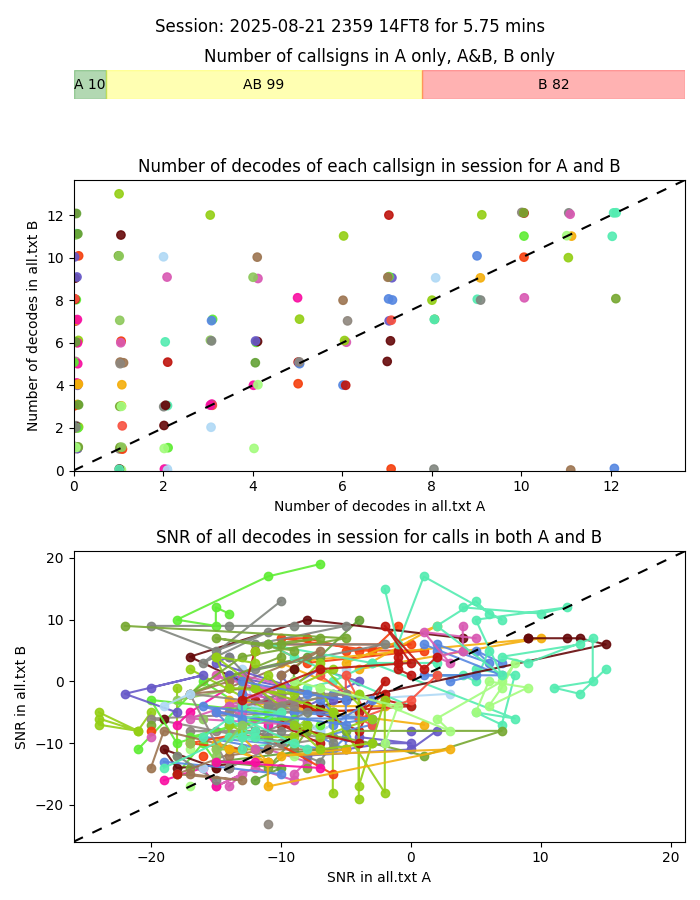 Session: 2025-08-21 2359 14FT8 for 5.75 mins
Number of callsigns in A only, A&B, B only
A 10 AB 99 B 82
Number of decodes of each callsign in session for A and B
Number of decodes in all.txt B
12
10
8
6
4
2
0
0 2 4 6 8 10 12
Number of decodes in all.txt A
SNR of all decodes in session for calls in both A and B
SNR in all.txt B
20
10
0
−10
−20
−20 −10 0 10 20
SNR in all.txt A